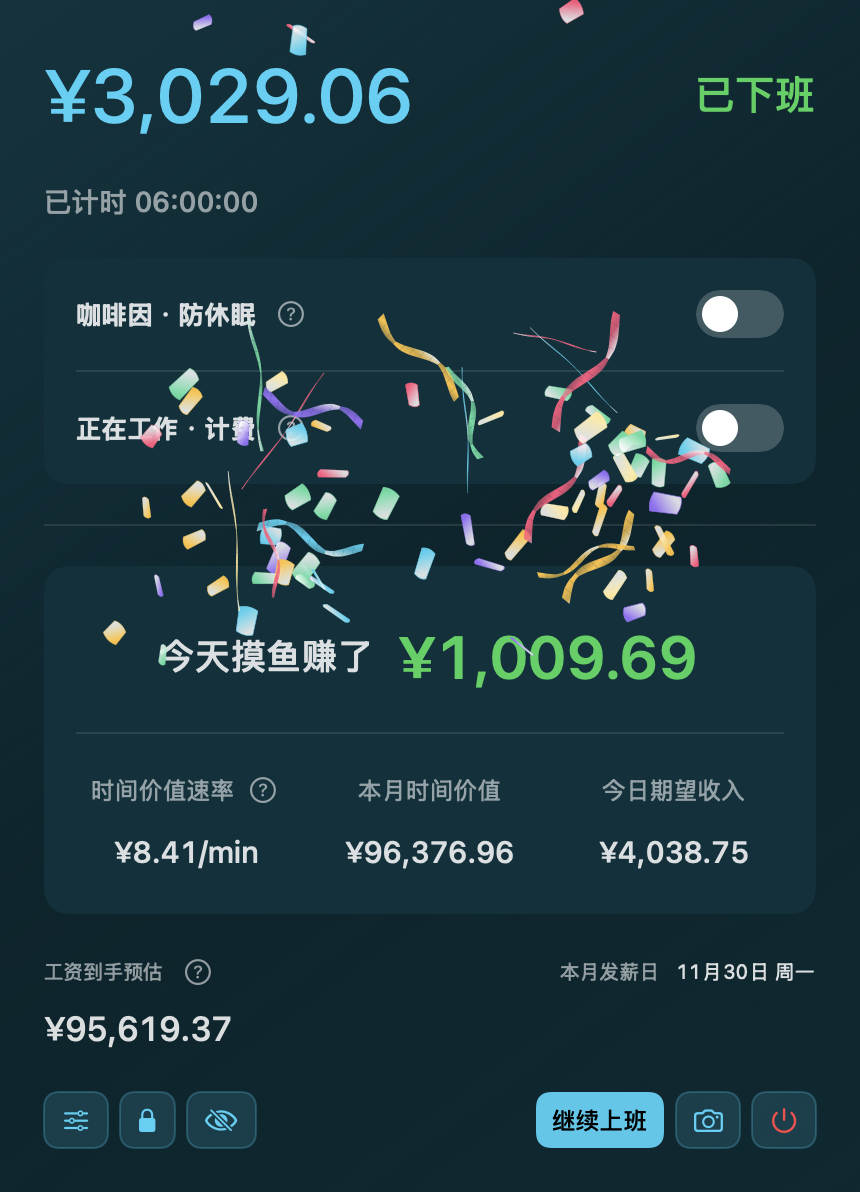 ¥3,029.06
已下班
已计时 06:00:00
咖啡因 · 防休眠 ?
正在工作 · 计费 ?
今天摸鱼赚了 ¥1,009.69
时间价值速率 ? 本月时间价值 今日期望收入
¥8.41/min ¥96,376.96 ¥4,038.75
工资到手预估 ? 本月发薪日 11月30日 周一
¥95,619.37
继续上班